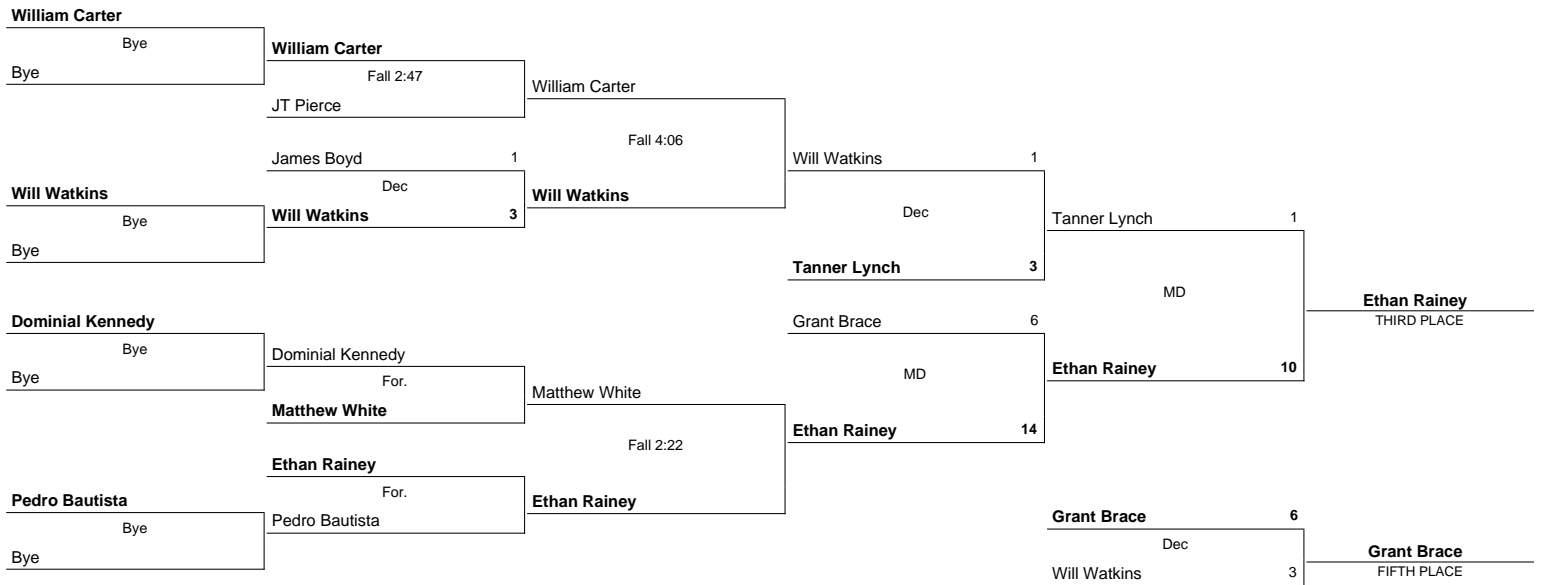 William Carter
Bye
Bye
William Carter
Fall 2:47
JT Pierce
William Carter
Fall 4:06
James Boyd 1
Dec
Will Watkins 3
Will Watkins
Will Watkins
Bye
Bye
Will Watkins 1
Dec
Tanner Lynch 3
Tanner Lynch 1
MD
Ethan Rainey 10
Ethan Rainey
THIRD PLACE
Dominial Kennedy
Bye
Bye
Dominial Kennedy
For.
Matthew White
Matthew White
Fall 2:22
Ethan Rainey
Grant Brace 6
MD
Ethan Rainey 14
Ethan Rainey
For.
Pedro Bautista
Pedro Bautista
Bye
Bye
Grant Brace 6
Dec
Will Watkins 3
Grant Brace
FIFTH PLACE